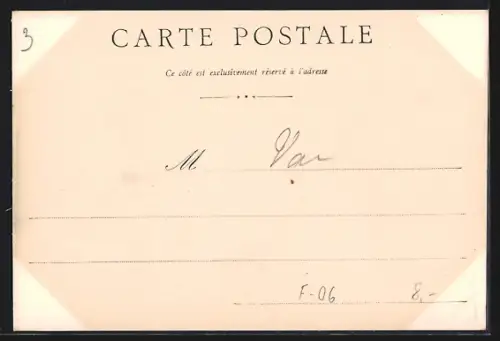 3
CARTE POSTALE
Ce côté est exclusivement réservé à l'adresse
M Var
F-06 8,-